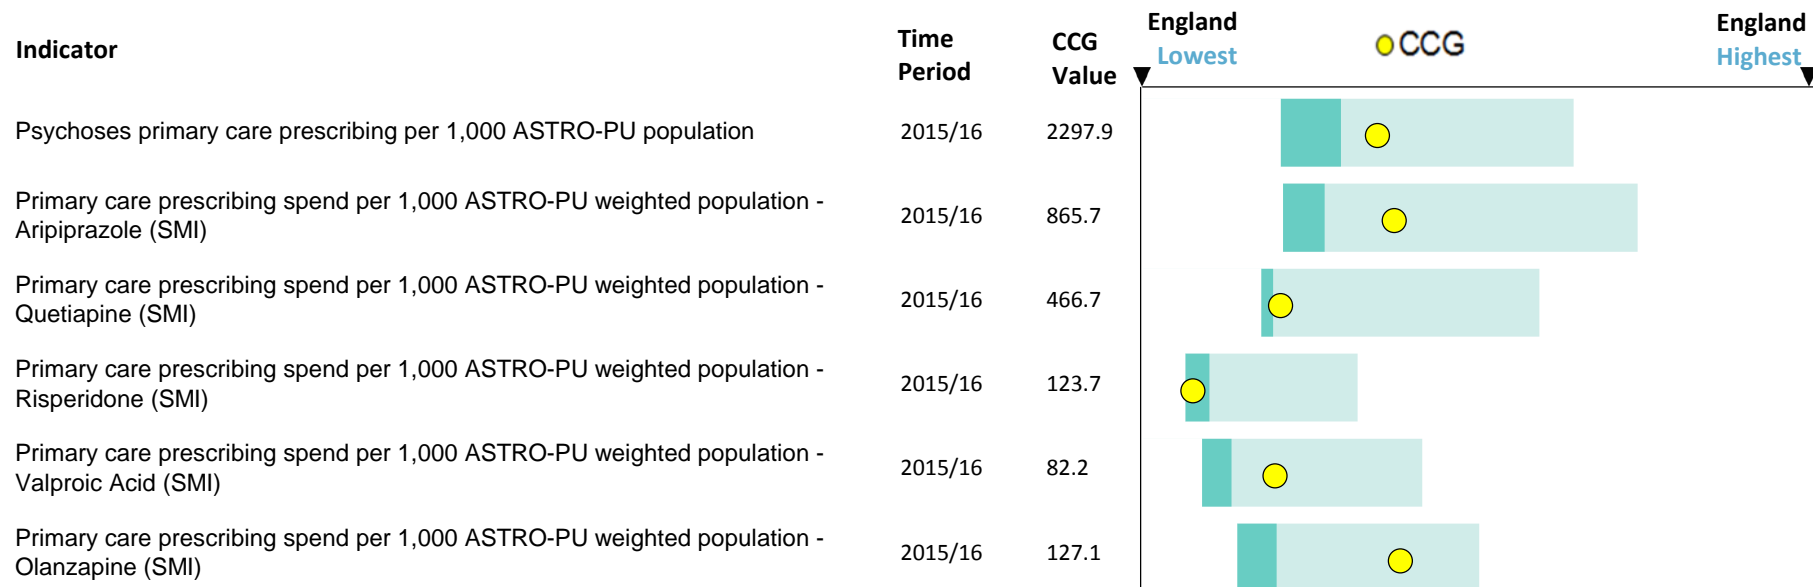 Indicator
Time
Period
CCG
Value
England
Lowest
CCG
England
Highest
Psychoses primary care prescribing per 1,000 ASTRO-PU population
2015/16
2297.9
Primary care prescribing spend per 1,000 ASTRO-PU weighted population -
Aripiprazole (SMI)
2015/16
865.7
Primary care prescribing spend per 1,000 ASTRO-PU weighted population -
Quetiapine (SMI)
2015/16
466.7
Primary care prescribing spend per 1,000 ASTRO-PU weighted population -
Risperidone (SMI)
2015/16
123.7
Primary care prescribing spend per 1,000 ASTRO-PU weighted population -
Valproic Acid (SMI)
2015/16
82.2
Primary care prescribing spend per 1,000 ASTRO-PU weighted population -
Olanzapine (SMI)
2015/16
127.1